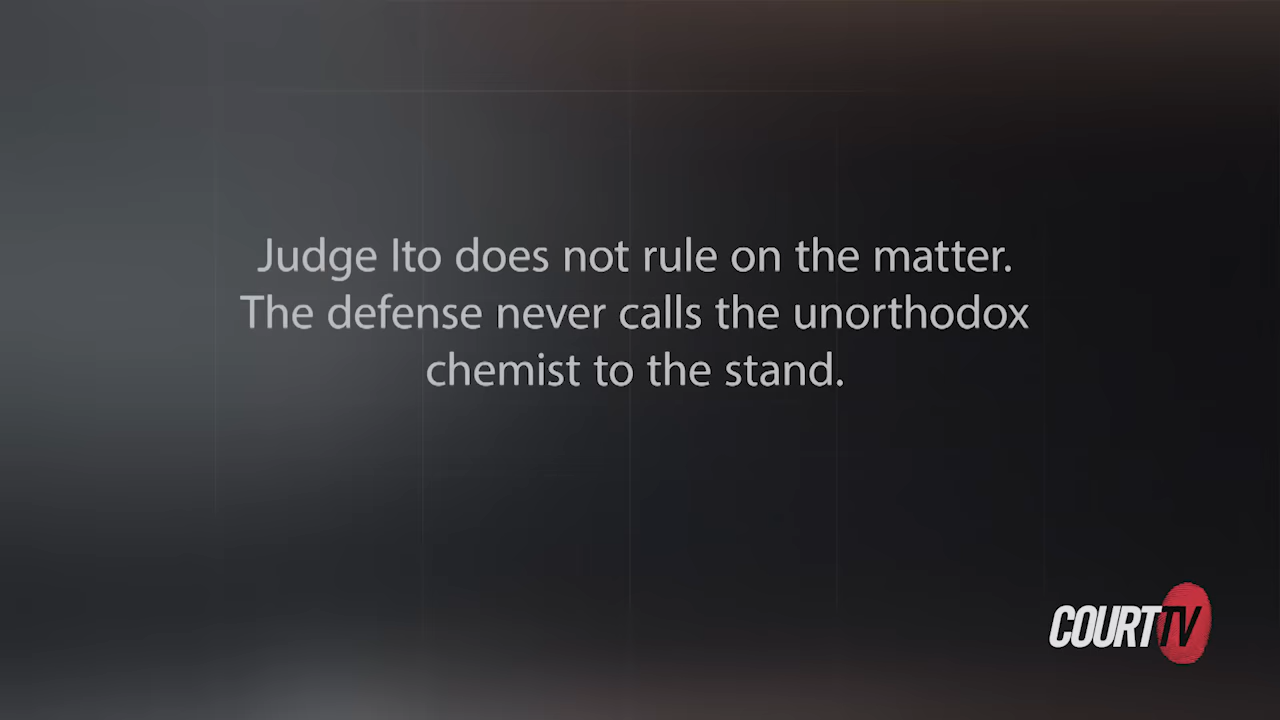 Judge Ito does not rule on the matter.
The defense never calls the unorthodox
chemist to the stand.
COURT TV